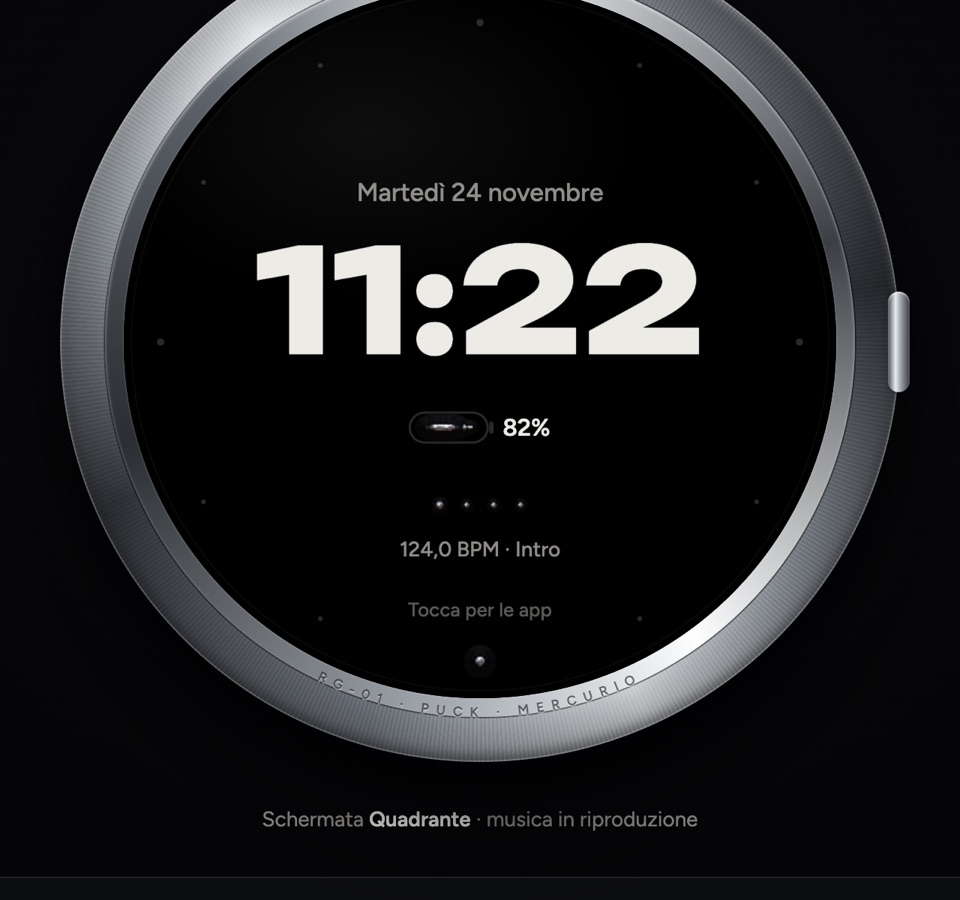 Martedì 24 novembre
11:22
82%
124,0 BPM · Intro
Tocca per le app
RG-01 · PUCK · MERCURIO
Schermata Quadrante · musica in riproduzione